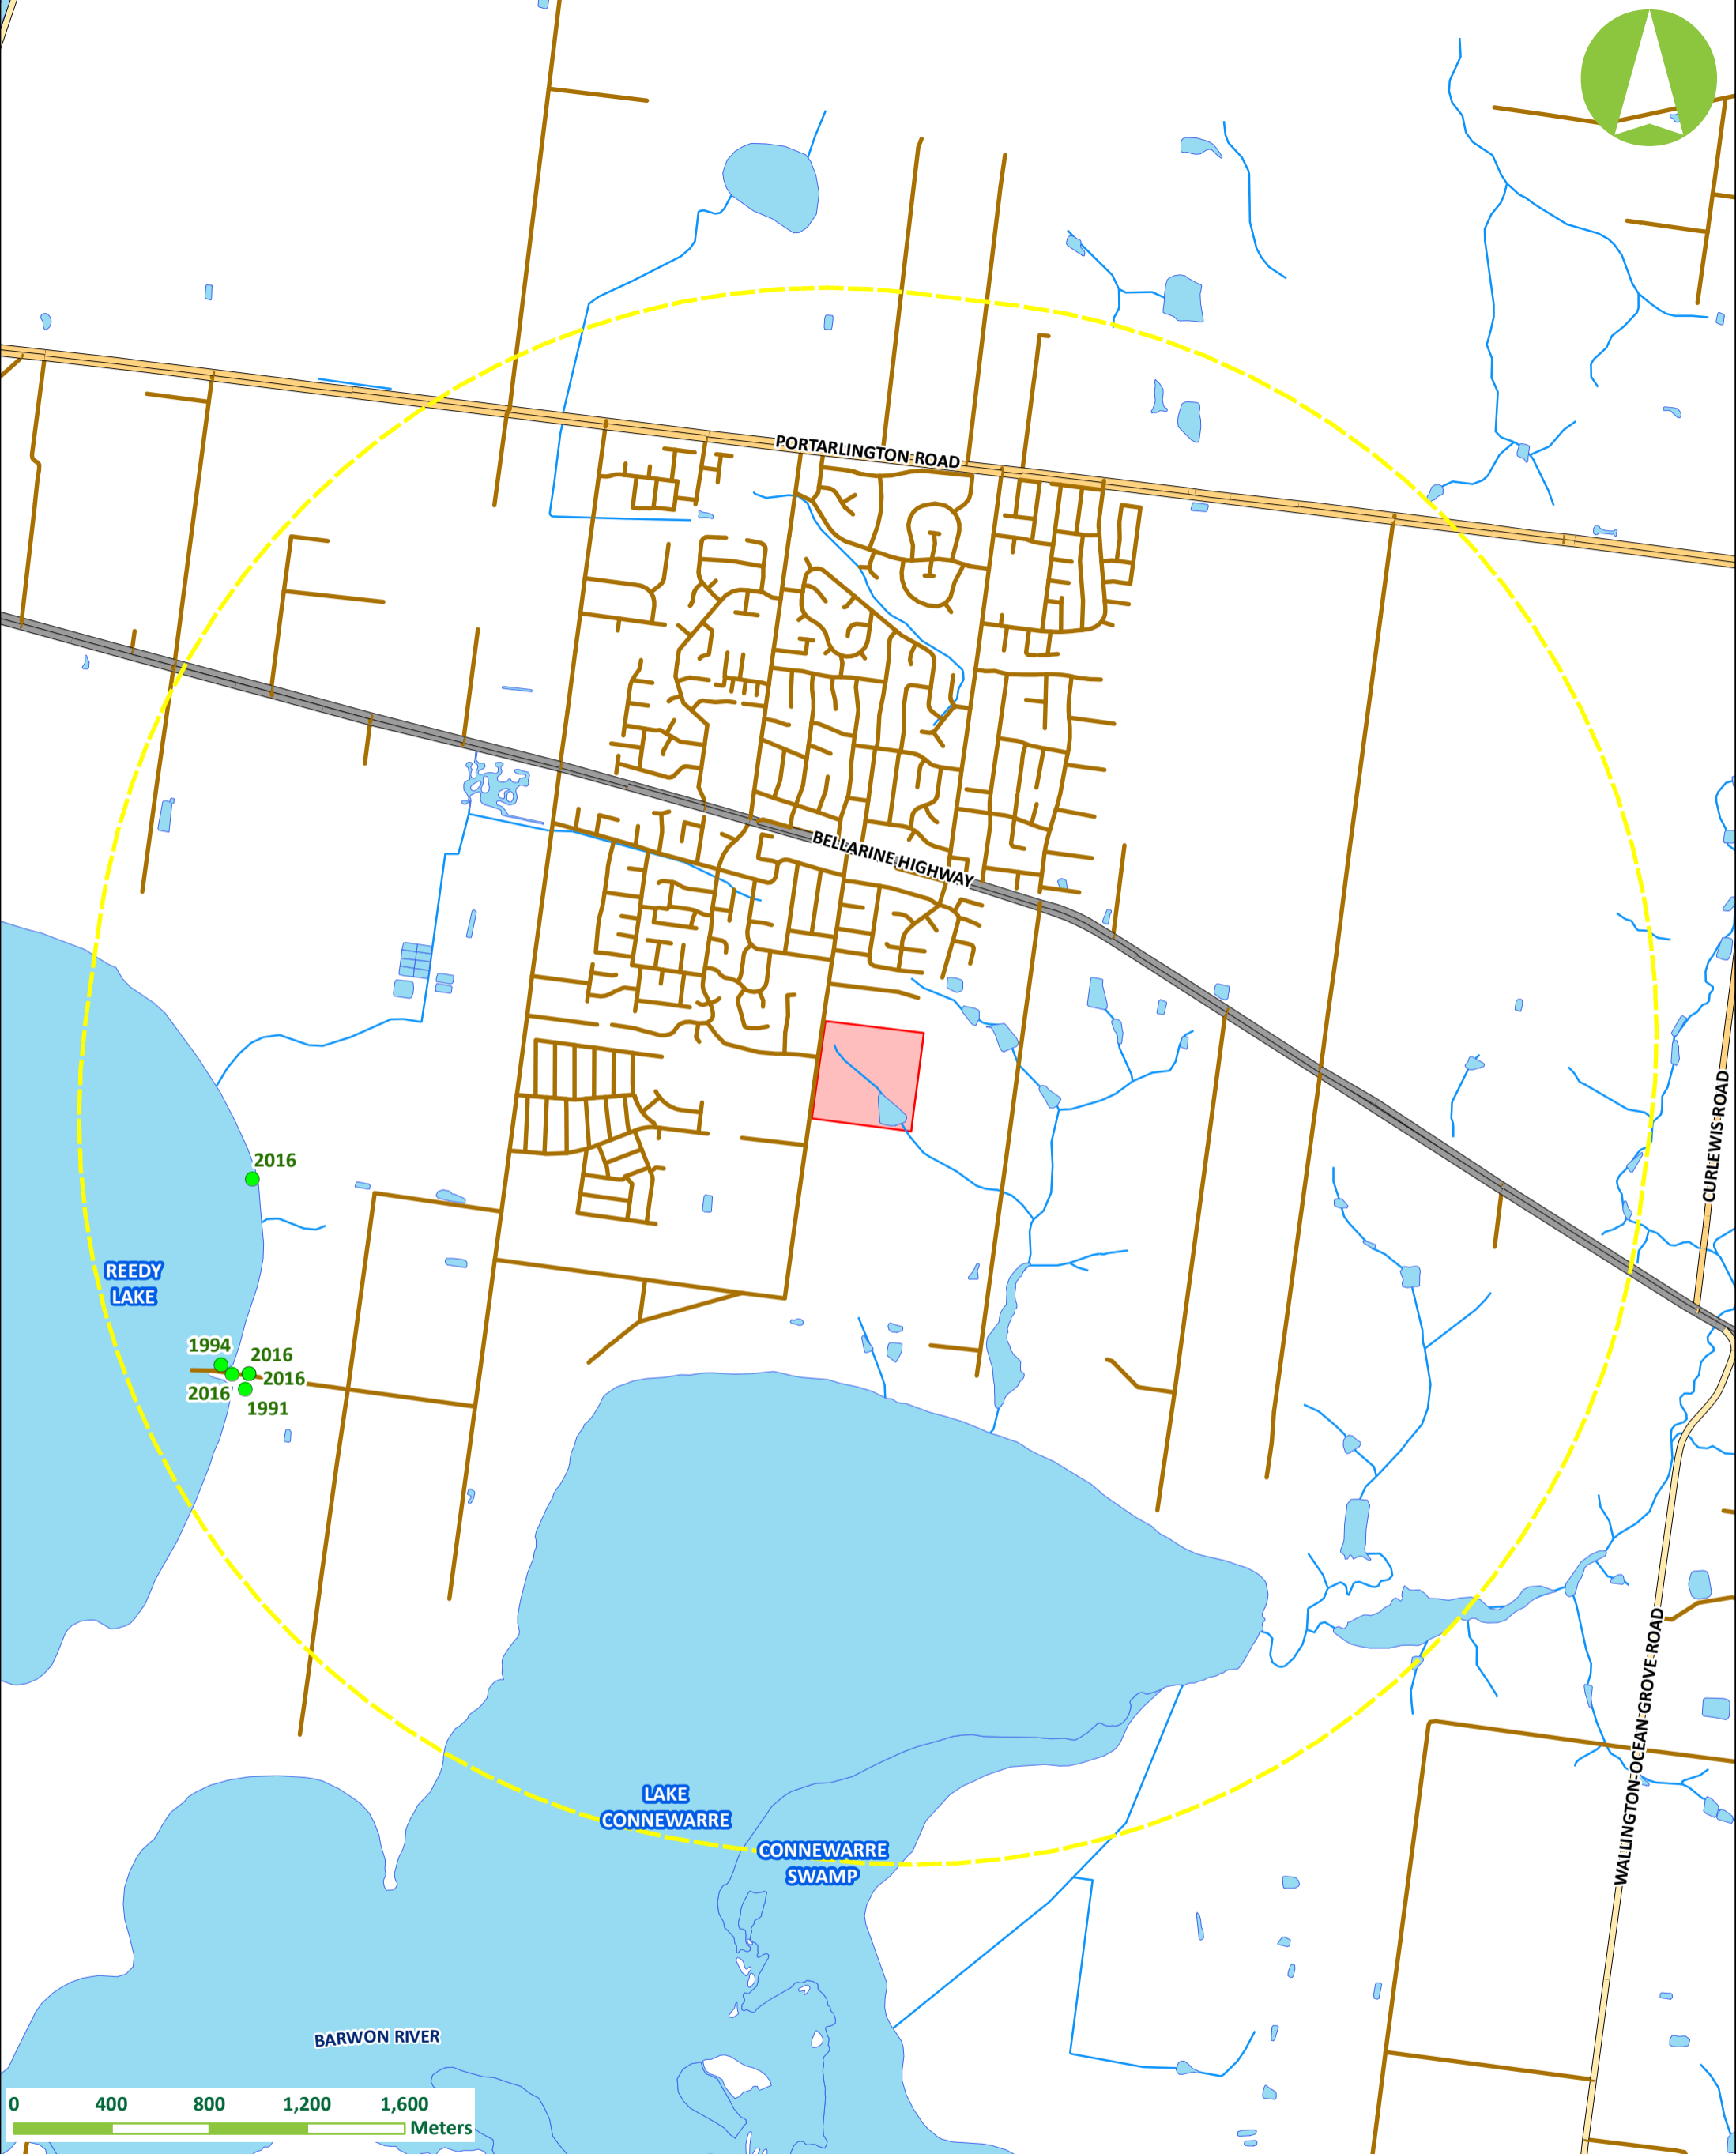 PORTARLINGTON ROAD
BELLARINE HIGHWAY
CURLEWIS ROAD
2016
REEDY
LAKE
1994
2016
2016
2016
1991
WALLINGTON-OCEAN GROVE ROAD
LAKE
CONNEWARRE
CONNEWARRE
SWAMP
BARWON RIVER
0 400 800 1,200 1,600
Meters